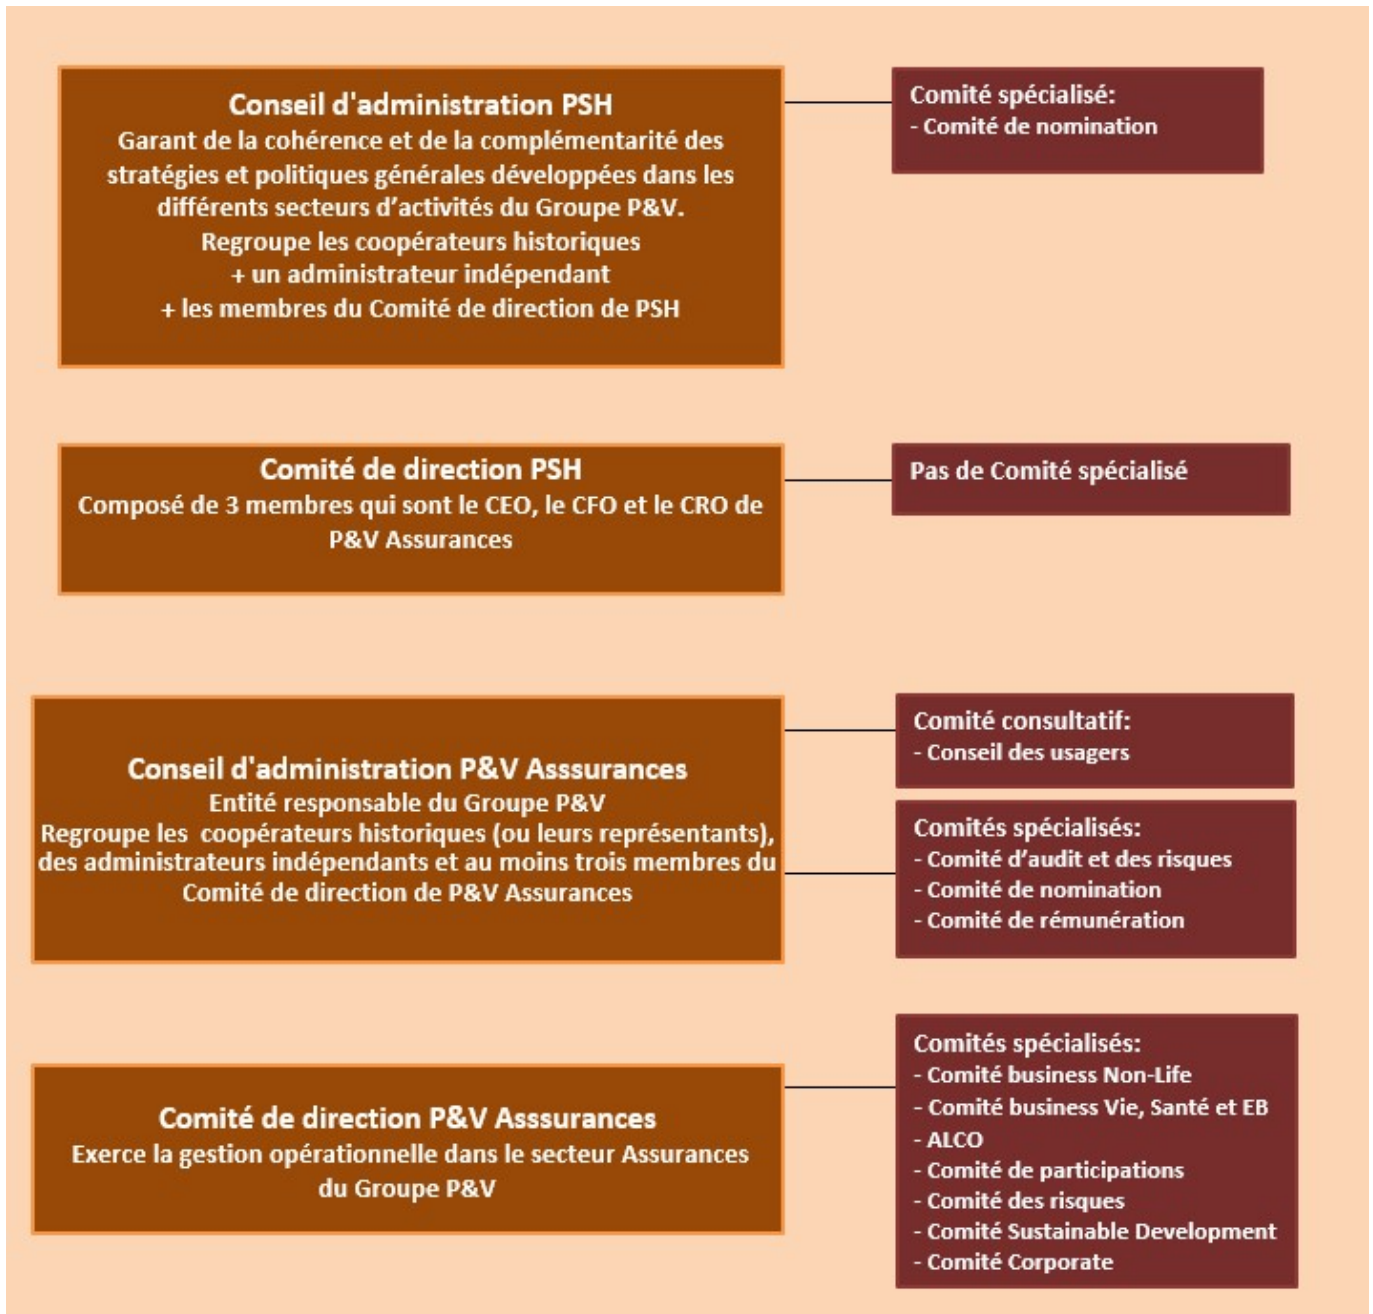 Conseil d'administration PSH
Garant de la cohérence et de la complémentarité des
stratégies et politiques générales développées dans les
différents secteurs d’activités du Groupe P&V.
Regroupe les coopérateurs historiques
+ un administrateur indépendant
+ les membres du Comité de direction de PSH
Comité spécialisé:
- Comité de nomination
Comité de direction PSH
Composé de 3 membres qui sont le CEO, le CFO et le CRO de
P&V Assurances
Pas de Comité spécialisé
Conseil d'administration P&V Asssurances
Entité responsable du Groupe P&V
Regroupe les coopérateurs historiques (ou leurs représentants),
des administrateurs indépendants et au moins trois membres du
Comité de direction de P&V Assurances
Comité consultatif:
- Conseil des usagers
Comités spécialisés:
- Comité d’audit et des risques
- Comité de nomination
- Comité de rémunération
Comité de direction P&V Asssurances
Exerce la gestion opérationnelle dans le secteur Assurances
du Groupe P&V
Comités spécialisés:
- Comité business Non-Life
- Comité business Vie, Santé et EB
- ALCO
- Comité de participations
- Comité des risques
- Comité Sustainable Development
- Comité Corporate